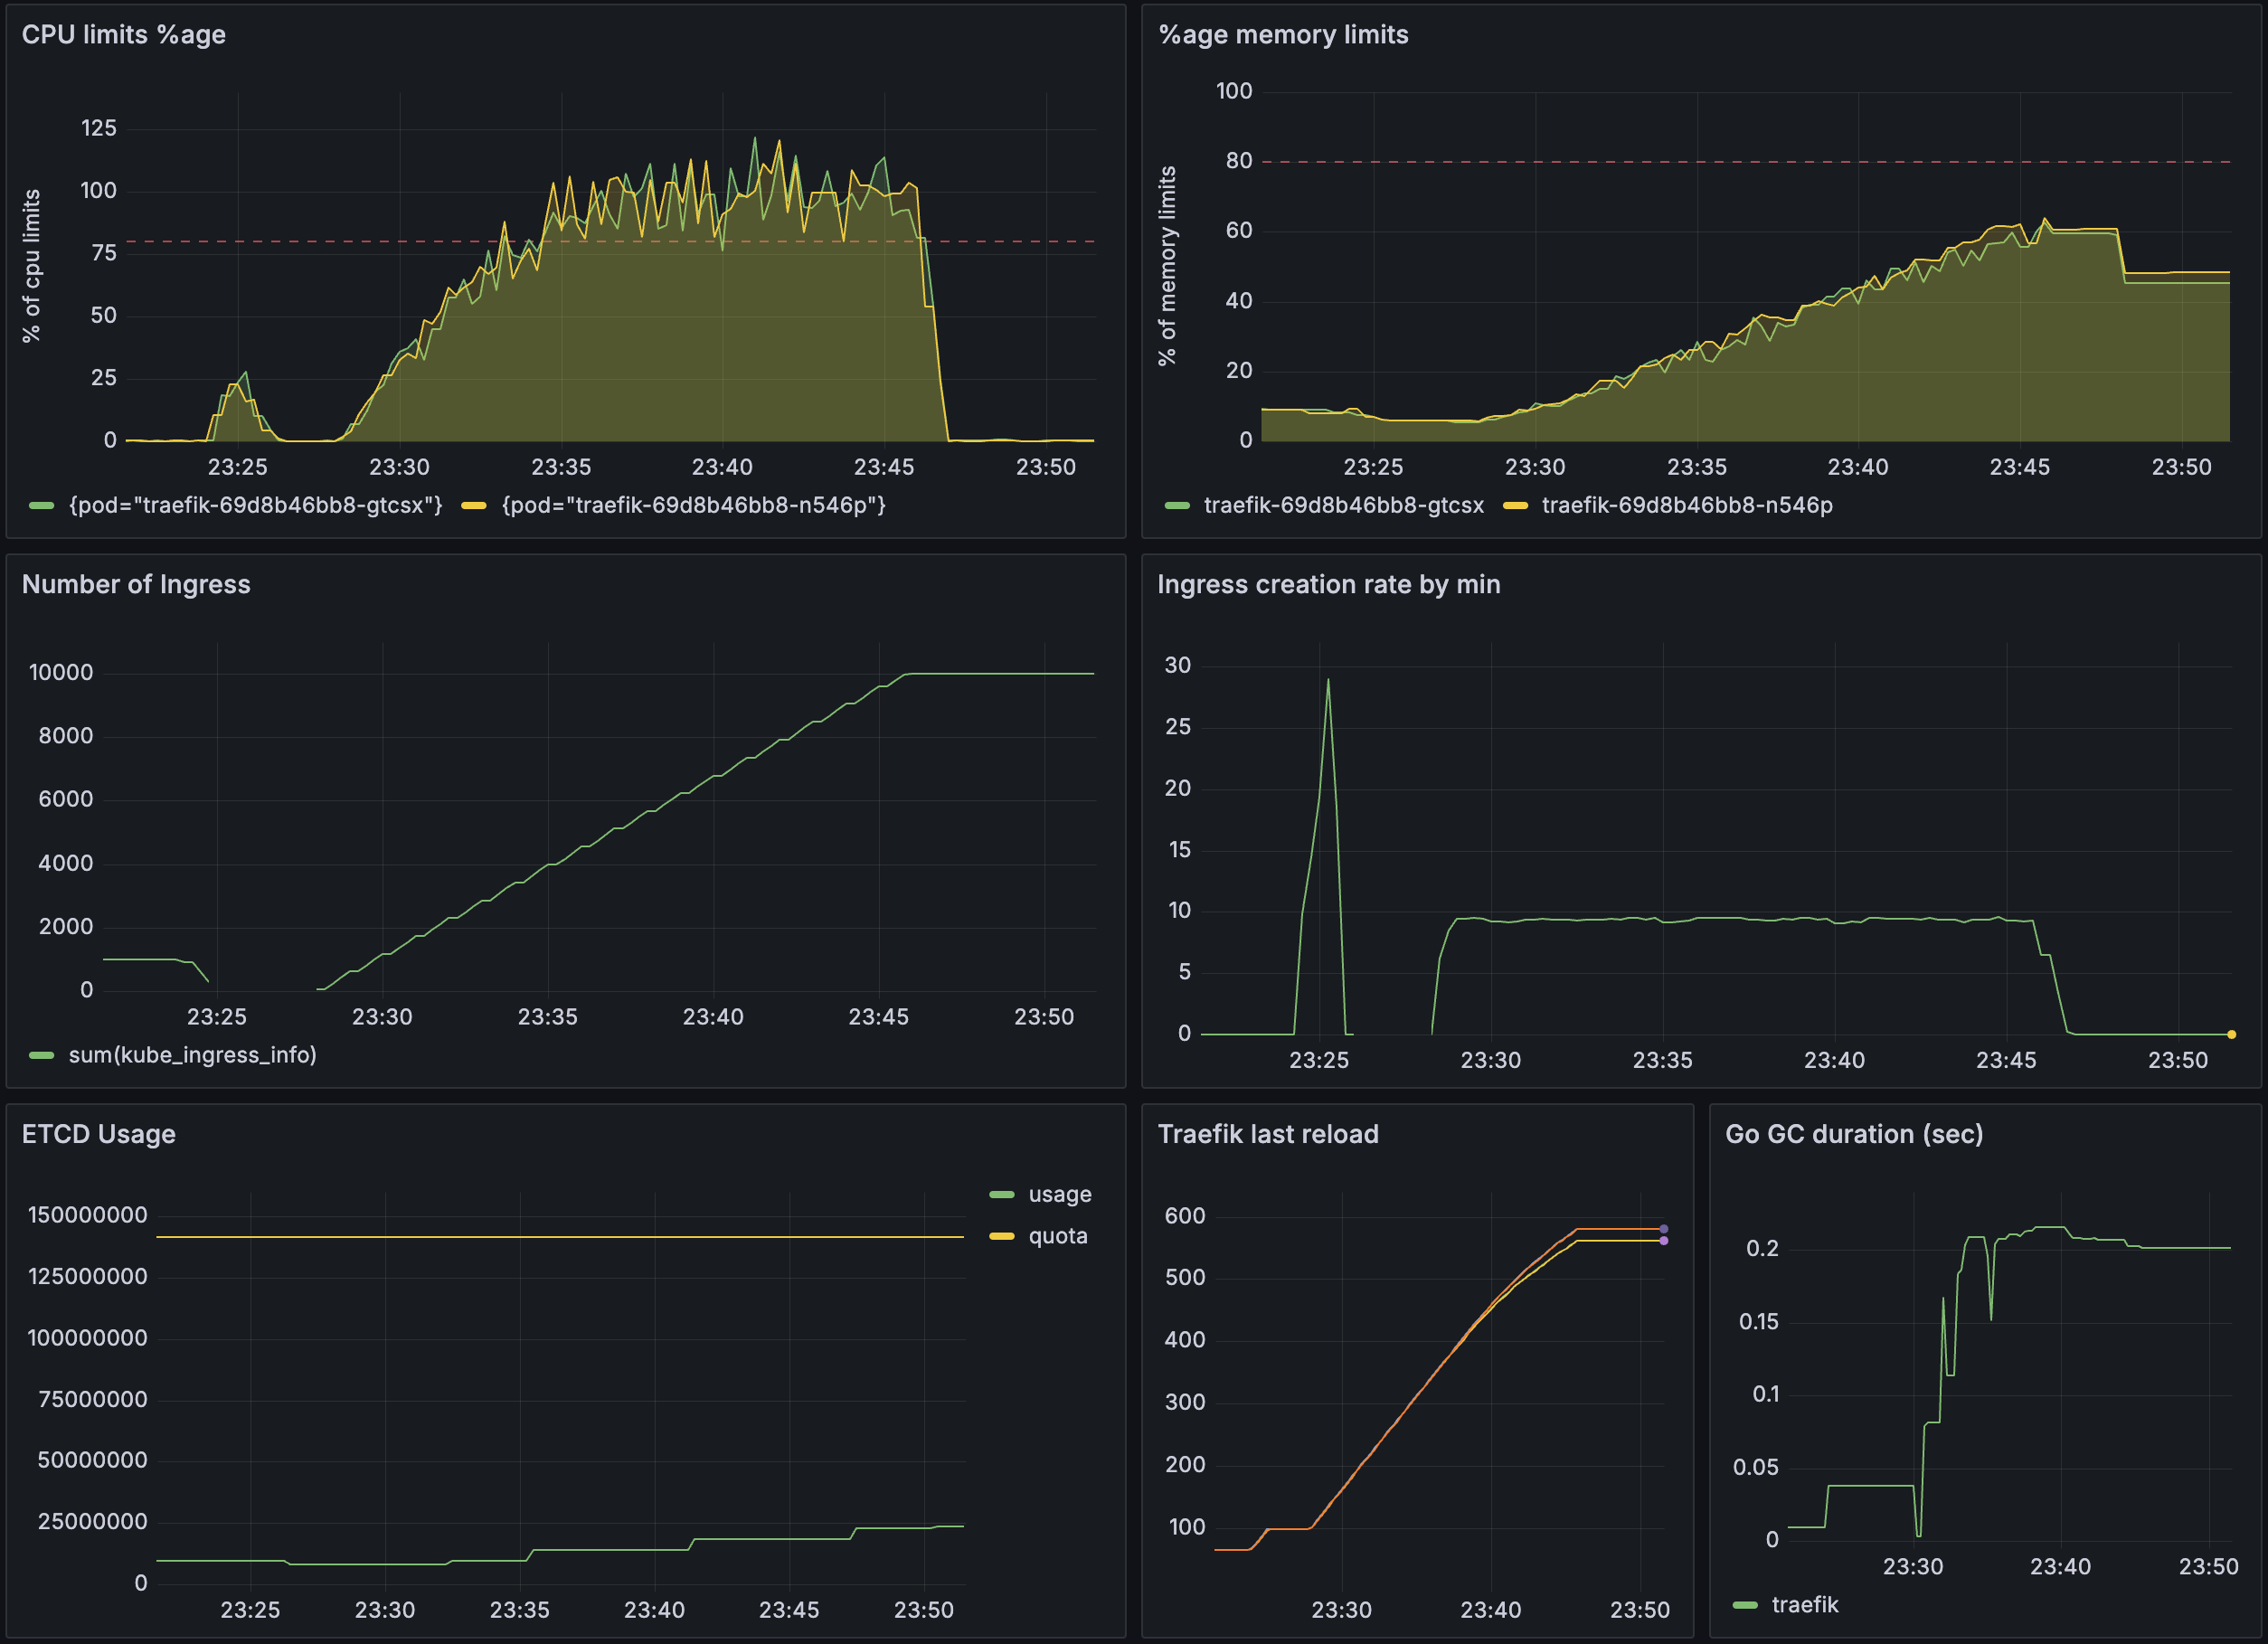 CPU limits %age
% of cpu limits
125
100
75
50
25
0
23:25 23:30 23:35 23:40 23:45 23:50
{pod="traefik-69d8b46bb8-gtcsx"} {pod="traefik-69d8b46bb8-n546p"}
%age memory limits
% of memory limits
100
80
60
40
20
0
23:25 23:30 23:35 23:40 23:45 23:50
traefik-69d8b46bb8-gtcsx traefik-69d8b46bb8-n546p
Number of Ingress
10000
8000
6000
4000
2000
0
23:25 23:30 23:35 23:40 23:45 23:50
sum(kube_ingress_info)
Ingress creation rate by min
30
25
20
15
10
5
0
23:25 23:30 23:35 23:40 23:45 23:50
ETCD Usage
150000000
125000000
100000000
75000000
50000000
25000000
0
23:25 23:30 23:35 23:40 23:45 23:50
usage
quota
Traefik last reload
600
500
400
300
200
100
23:30 23:40 23:50
Go GC duration (sec)
0.2
0.15
0.1
0.05
0
23:30 23:40 23:50
traefik